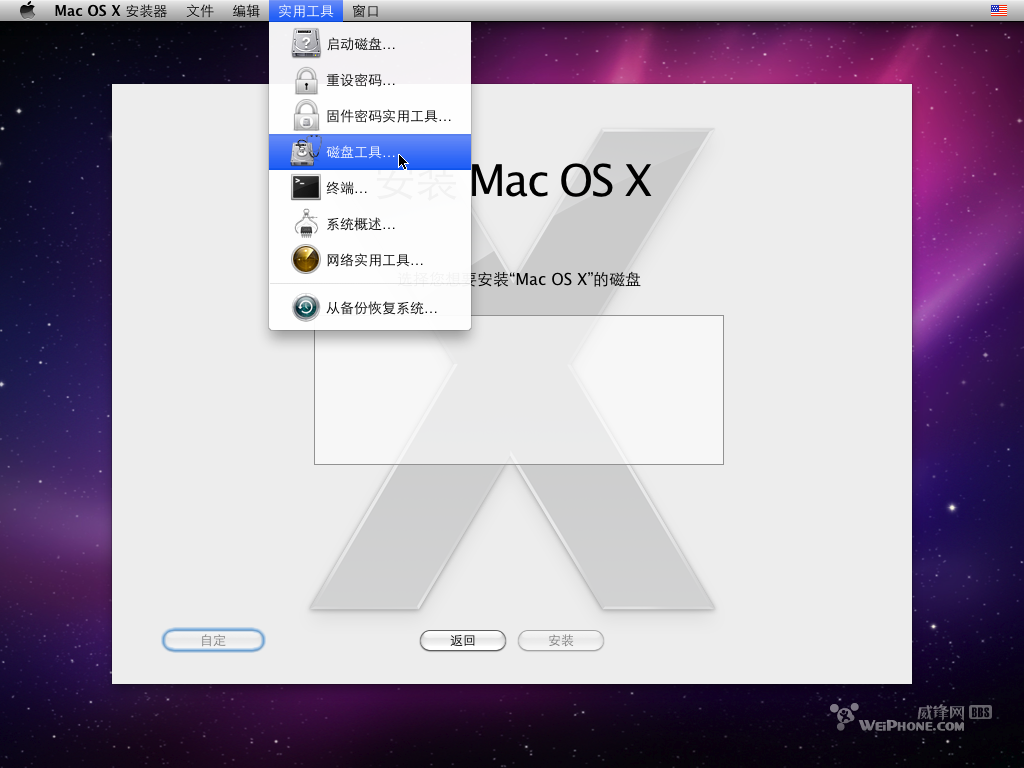 Mac OS X 安装器 文件 编辑 实用工具 窗口
启动磁盘...
重设密码...
固件密码实用工具...
磁盘工具...
终端...
系统概述...
网络实用工具...
从备份恢复系统...
安装 Mac OS X
选择您想要安装“Mac OS X”的磁盘
自定
返回
安装
威锋网 BBS
WEIPHONE.COM